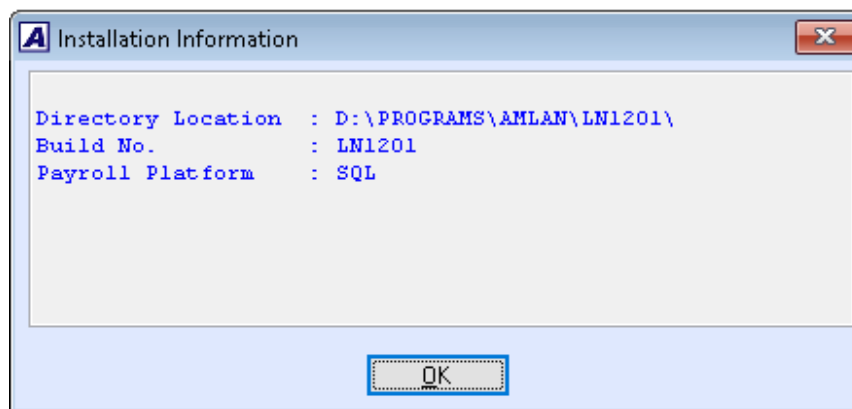 A Installation Information
Directory Location : D:\PROGRAMS\AMLAN\LN1201\
Build No. : LN1201
Payroll Platform : SQL
OK